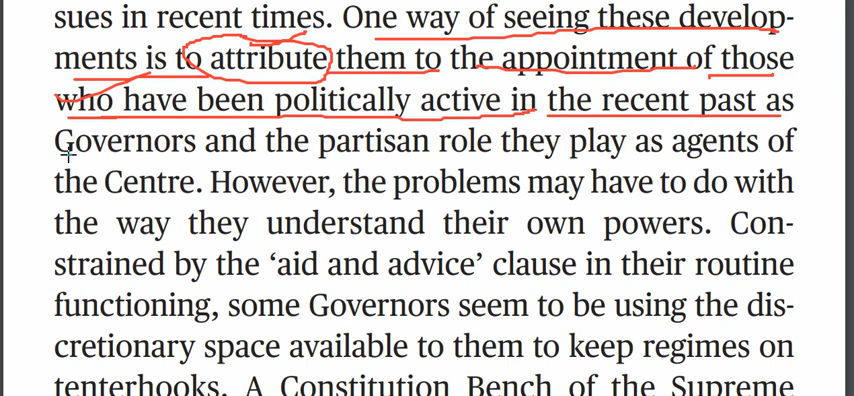 sues in recent times. One way of seeing these develop-
ments is to attribute them to the appointment of those
who have been politically active in the recent past as
Governors and the partisan role they play as agents of
the Centre. However, the problems may have to do with
the way they understand their own powers. Con-
strained by the ‘aid and advice’ clause in their routine
functioning, some Governors seem to be using the dis-
cretionary space available to them to keep regimes on
tenterhooks. A Constitution Bench of the Supreme